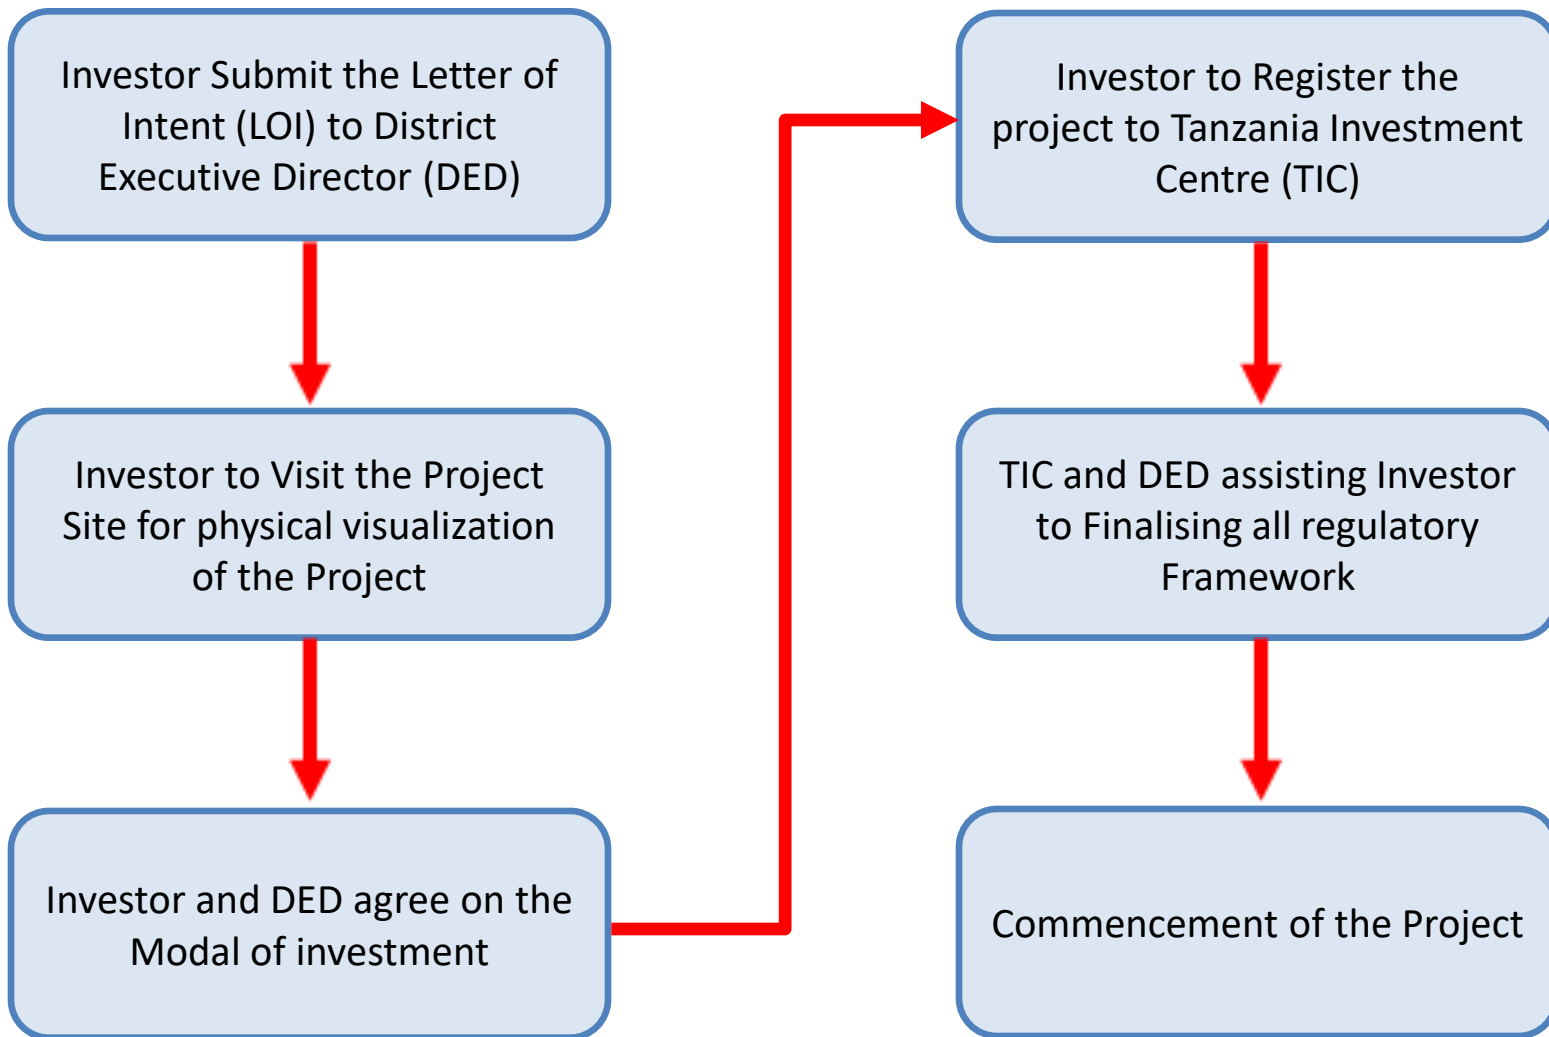 Investor Submit the Letter of
Intent (LOI) to District
Executive Director (DED)
Investor to Visit the Project
Site for physical visualization
of the Project
Investor and DED agree on the
Modal of investment
Investor to Register the
project to Tanzania Investment
Centre (TIC)
TIC and DED assisting Investor
to Finalising all regulatory
Framework
Commencement of the Project